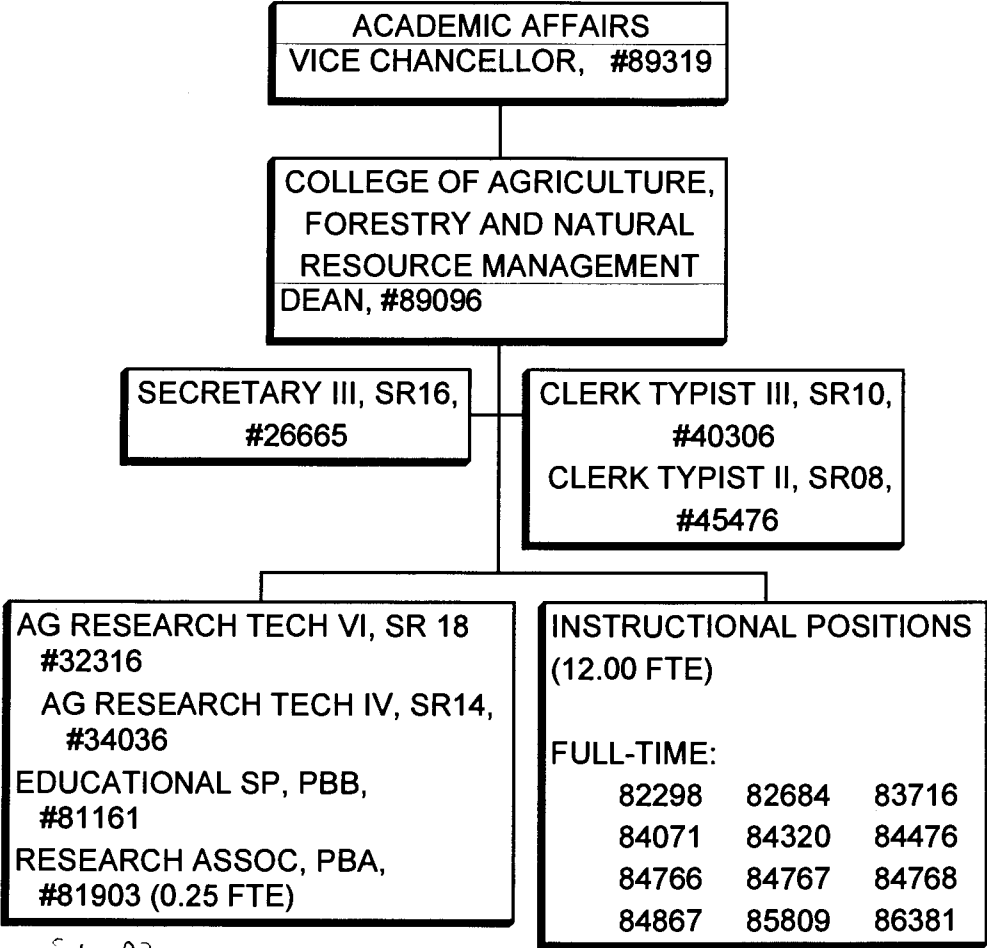 ACADEMIC AFFAIRS
VICE CHANCELLOR, #89319
COLLEGE OF AGRICULTURE,
FORESTRY AND NATURAL
RESOURCE MANAGEMENT
DEAN, #89096
SECRETARY III, SR16,
#26665
CLERK TYPIST III, SR10,
#40306
CLERK TYPIST II, SR08,
#45476
AG RESEARCH TECH VI, SR 18
#32316
AG RESEARCH TECH IV, SR14,
#34036
EDUCATIONAL SP, PBB,
#81161
RESEARCH ASSOC, PBA,
#81903 (0.25 FTE)
INSTRUCTIONAL POSITIONS
(12.00 FTE)
FULL-TIME:
82298 82684 83716
84071 84320 84476
84766 84767 84768
84867 85809 86381